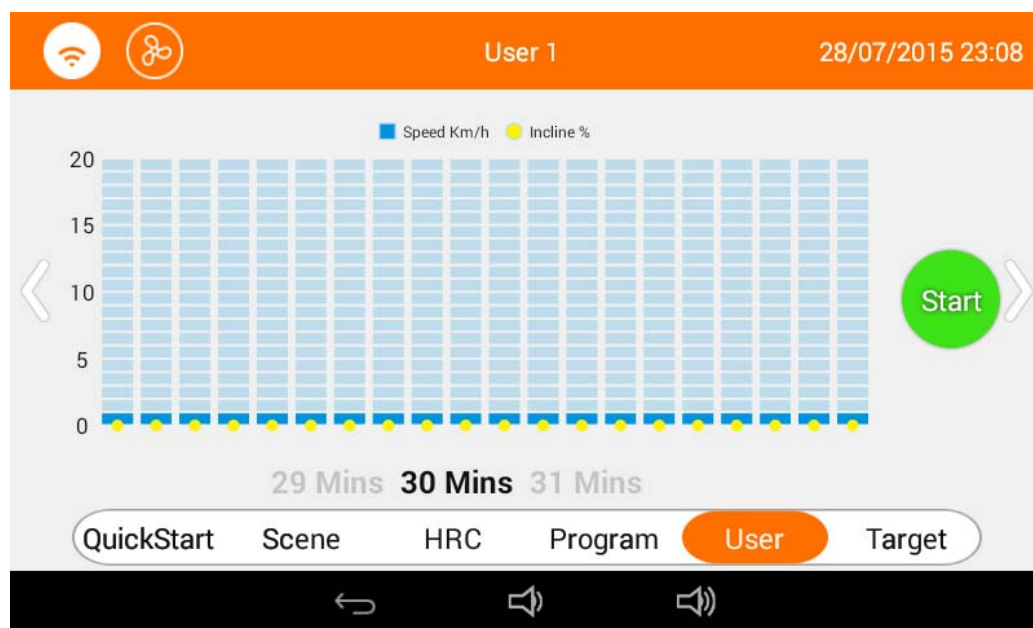 User 1
28/07/2015 23:08
Speed Km/h
Incline %
20
15
10
5
0
Start
29 Mins 30 Mins 31 Mins
QuickStart Scene HRC Program User Target